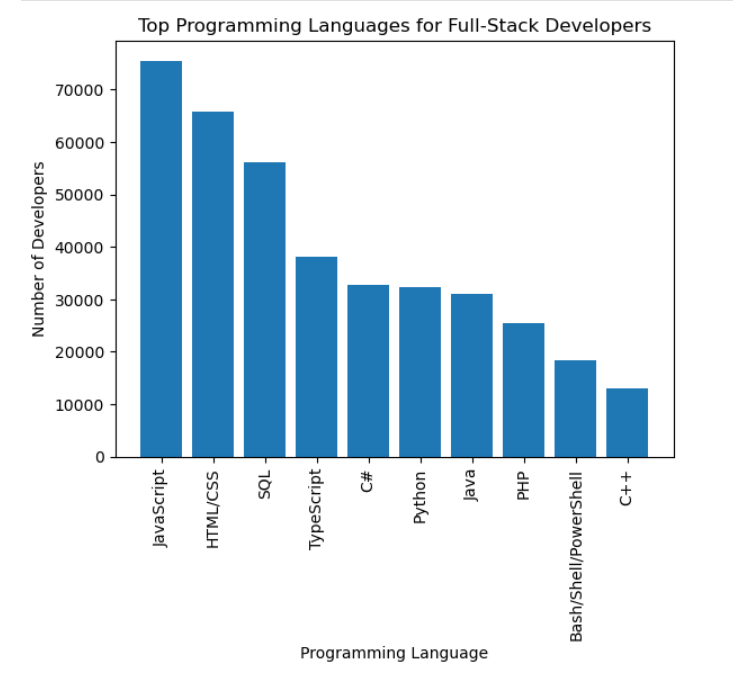 Top Programming Languages for Full-Stack Developers
Number of Developers
70000
60000
50000
40000
30000
20000
10000
0
JavaScript
HTML/CSS
SQL
TypeScript
C#
Python
Java
PHP
Bash/Shell/PowerShell
C++
Programming Language